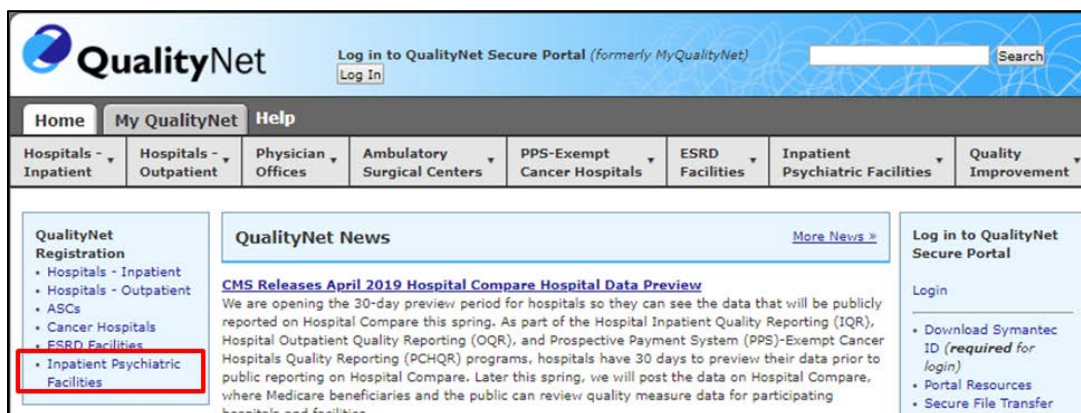 QualityNet
Log in to QualityNet Secure Portal (formerly MyQualityNet)
Log In
Search
Home
My QualityNet
Help
Hospitals - Inpatient
Hospitals - Outpatient
Physician Offices
Ambulatory Surgical Centers
PPS-Exempt Cancer Hospitals
ESRD Facilities
Inpatient Psychiatric Facilities
Quality Improvement
QualityNet
Registration
• Hospitals - Inpatient
• Hospitals - Outpatient
• ASCs
• Cancer Hospitals
• ESRD Facilities
• Inpatient Psychiatric
Facilities
QualityNet News
More News »
CMS Releases April 2019 Hospital Compare Hospital Data Preview
We are opening the 30-day preview period for hospitals so they can see the data that will be publicly
reported on Hospital Compare this spring. As part of the Hospital Inpatient Quality Reporting (IQR),
Hospital Outpatient Quality Reporting (OQR), and Prospective Payment System (PPS)-Exempt Cancer
Hospitals Quality Reporting (PCHQR) programs, hospitals have 30 days to preview their data prior to
public reporting on Hospital Compare. Later this spring, we will post the data on Hospital Compare,
where Medicare beneficiaries and the public can review quality measure data for participating
hospitals and facilities.
Log in to QualityNet
Secure Portal
Login
• Download Symantec
ID (required for
login)
• Portal Resources
• Secure File Transfer